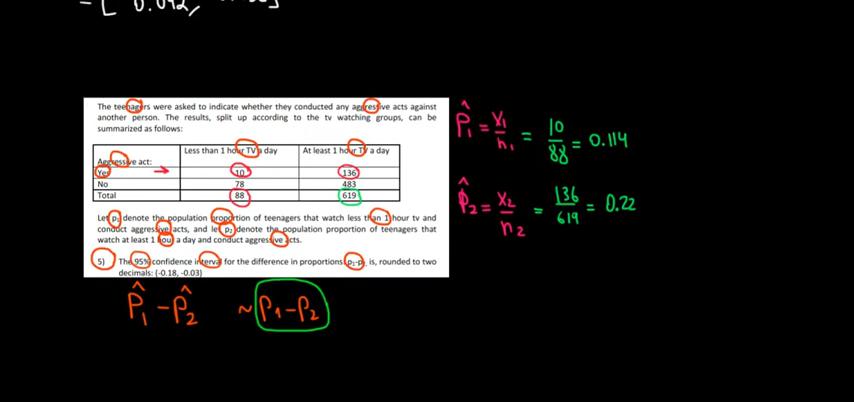 The teenagers were asked to indicate whether they conducted any aggressive acts against
another person. The results, split up according to the tv watching groups, can be
summarized as follows:
Less than 1 hour TV a day At least 1 hour TV a day
Aggressive act:
Yes 10 136
No 78 483
Total 88 619
Let p₁ denote the population proportion of teenagers that watch less than 1 hour tv and
conduct aggressive acts, and let p₂ denote the population proportion of teenagers that
watch at least 1 hour a day and conduct aggressive acts.
5) The 95% confidence interval for the difference in proportions p₁-p₂ is, rounded to two
decimals: (-0.18, -0.03)
P̂₁ = x₁/n₁ = 10/88 = 0.114
P̂₂ = x₂/n₂ = 136/619 = 0.22
P̂₁ - P̂₂ ~ P₁ - P₂